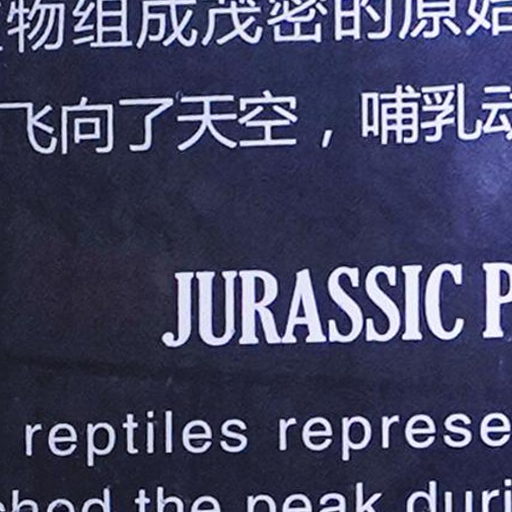 物组成茂密的原始
飞向了天空，哺乳动
JURASSIC P
reptiles represe
ched the peak duri